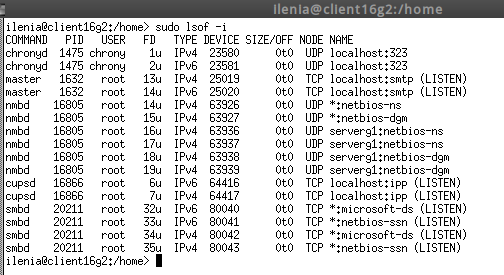 ilenia@client16g2:/home
ilenia@client16g2:/home> sudo lsof -i
COMMAND PID USER FD TYPE DEVICE SIZE/OFF NODE NAME
chronyd 1475 chrony 1u IPv4 23580 0t0 UDP localhost:323
chronyd 1475 chrony 2u IPv6 23581 0t0 UDP localhost:323
master 1632 root 13u IPv4 25019 0t0 TCP localhost:smtp (LISTEN)
master 1632 root 14u IPv6 25020 0t0 TCP localhost:smtp (LISTEN)
nmbd 16805 root 14u IPv4 63926 0t0 UDP *:netbios-ns
nmbd 16805 root 15u IPv4 63927 0t0 UDP *:netbios-dgm
nmbd 16805 root 16u IPv4 63936 0t0 UDP serverg1:netbios-ns
nmbd 16805 root 17u IPv4 63937 0t0 UDP serverg1:netbios-ns
nmbd 16805 root 18u IPv4 63938 0t0 UDP serverg1:netbios-dgm
nmbd 16805 root 19u IPv4 63939 0t0 UDP serverg1:netbios-dgm
cupsd 16866 root 6u IPv6 64416 0t0 TCP localhost:ipp (LISTEN)
cupsd 16866 root 7u IPv4 64417 0t0 TCP localhost:ipp (LISTEN)
smbd 20211 root 32u IPv6 80040 0t0 TCP *:microsoft-ds (LISTEN)
smbd 20211 root 33u IPv6 80041 0t0 TCP *:netbios-ssn (LISTEN)
smbd 20211 root 34u IPv4 80042 0t0 TCP *:microsoft-ds (LISTEN)
smbd 20211 root 35u IPv4 80043 0t0 TCP *:netbios-ssn (LISTEN)
ilenia@client16g2:/home>